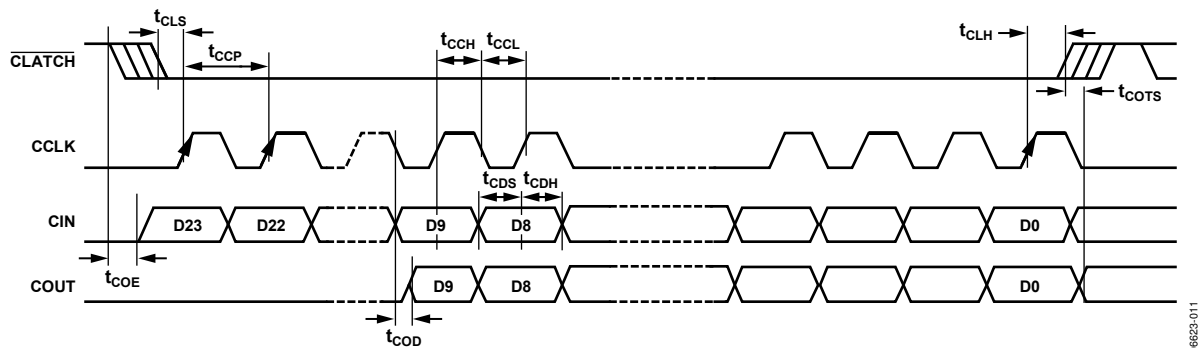 tCLS
tCCP
tCCH tCCL
tCLH
CLATCH
tCOTS
CCLK
tCDS tCDH
CIN D23 D22 D9 D8 D0
tCOE
COUT D9 D8 D0
tCOD
6623-011